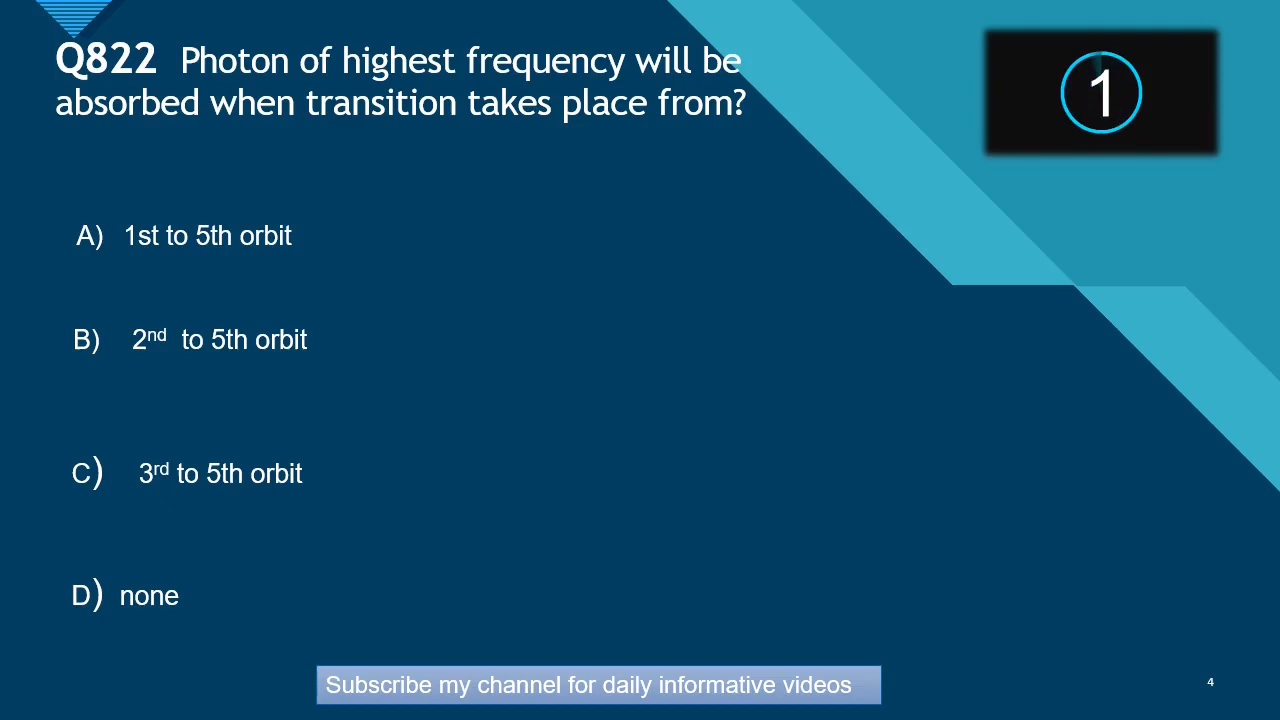 Q822 Photon of highest frequency will be
absorbed when transition takes place from?
1
A) 1st to 5th orbit
B) 2nd to 5th orbit
C) 3rd to 5th orbit
D) none
Subscribe my channel for daily informative videos
4